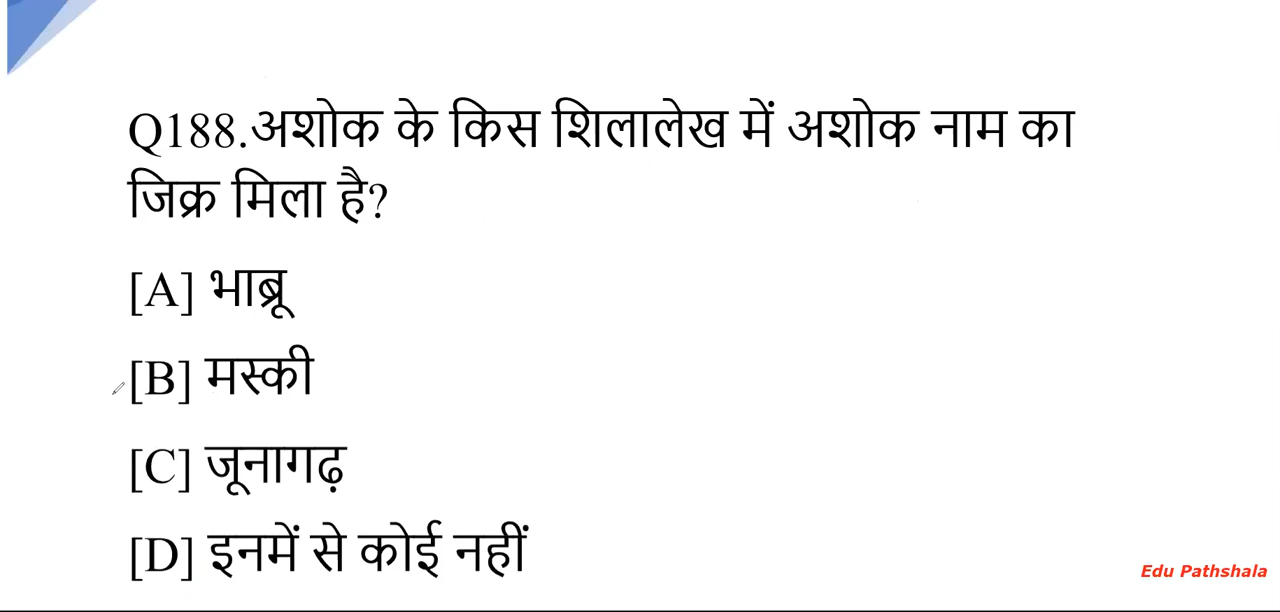 Q188.अशोक के किस शिलालेख में अशोक नाम का
जिक्र मिला है?
[A] भाब्रू
[B] मस्की
[C] जूनागढ़
[D] इनमें से कोई नहीं
Edu Pathshala